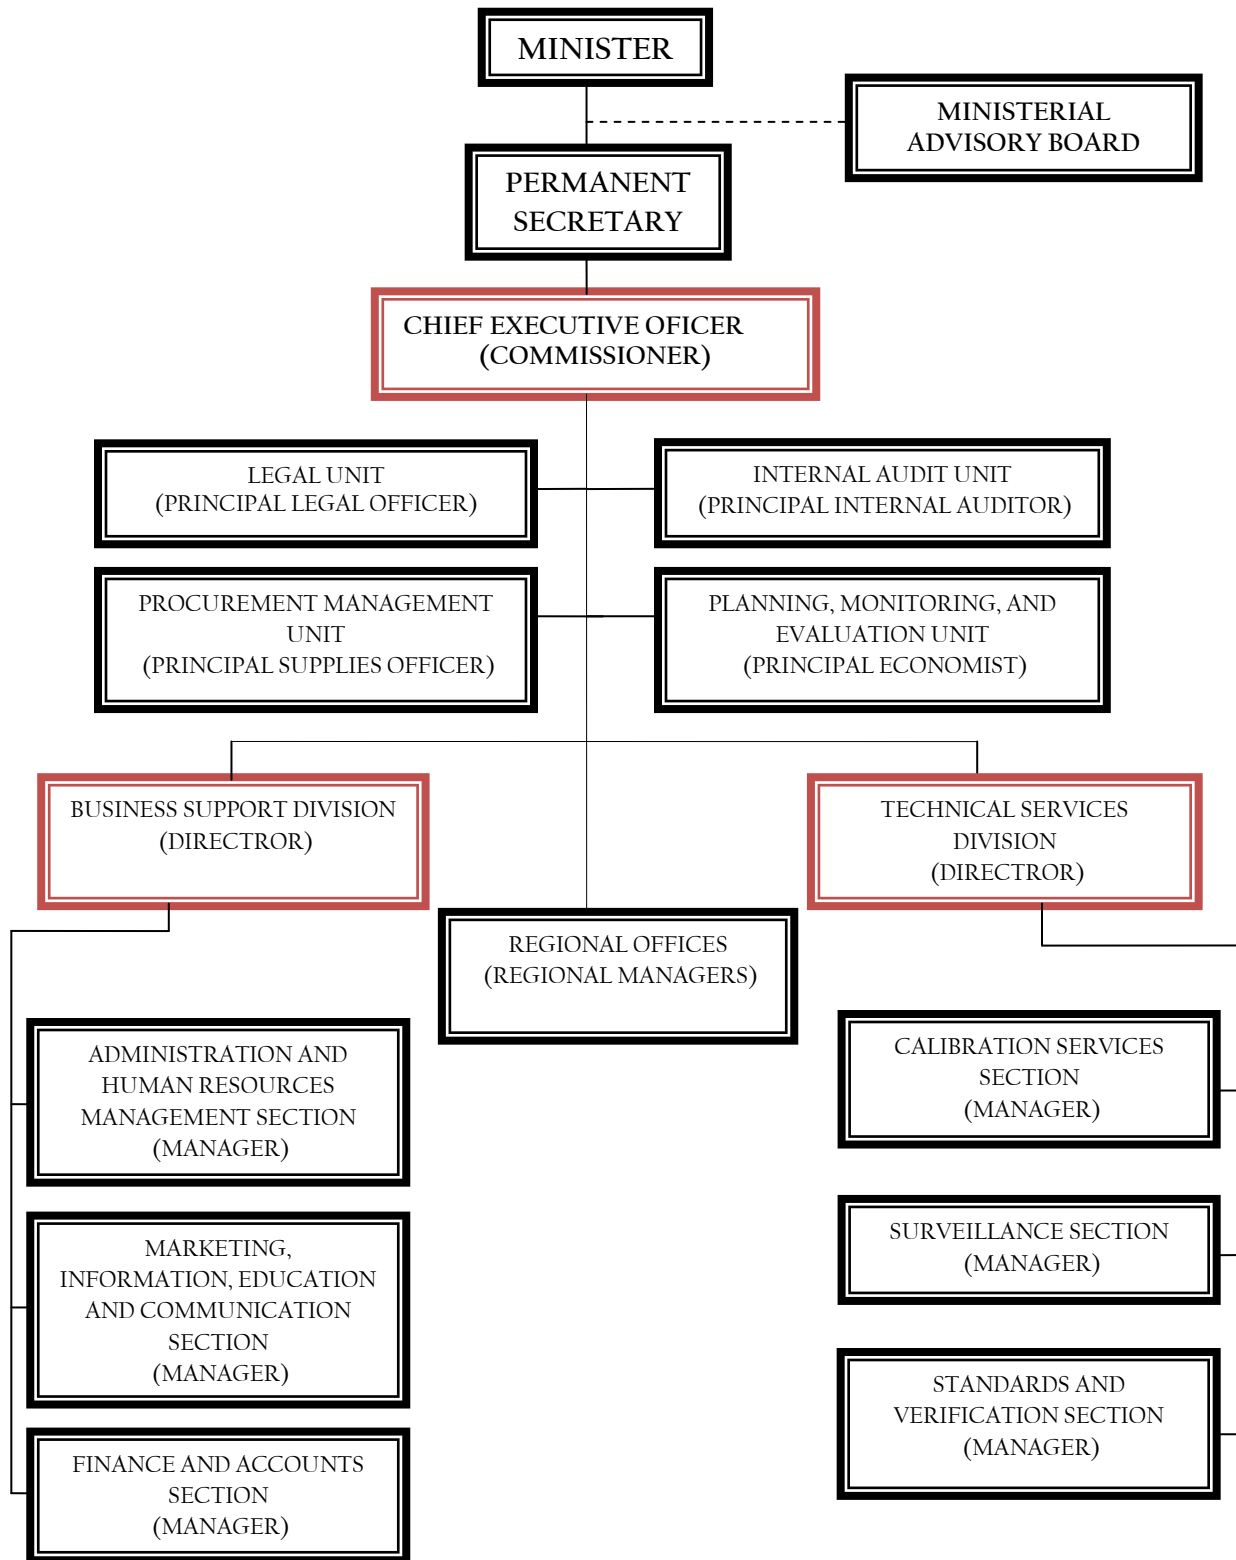 MINISTER
MINISTERIAL
ADVISORY BOARD
PERMANENT
SECRETARY
CHIEF EXECUTIVE OFICER
(COMMISSIONER)
LEGAL UNIT
(PRINCIPAL LEGAL OFFICER)
INTERNAL AUDIT UNIT
(PRINCIPAL INTERNAL AUDITOR)
PROCUREMENT MANAGEMENT
UNIT
(PRINCIPAL SUPPLIES OFFICER)
PLANNING, MONITORING, AND
EVALUATION UNIT
(PRINCIPAL ECONOMIST)
BUSINESS SUPPORT DIVISION
(DIRECTROR)
TECHNICAL SERVICES
DIVISION
(DIRECTROR)
REGIONAL OFFICES
(REGIONAL MANAGERS)
ADMINISTRATION AND
HUMAN RESOURCES
MANAGEMENT SECTION
(MANAGER)
MARKETING,
INFORMATION, EDUCATION
AND COMMUNICATION
SECTION
(MANAGER)
FINANCE AND ACCOUNTS
SECTION
(MANAGER)
CALIBRATION SERVICES
SECTION
(MANAGER)
SURVEILLANCE SECTION
(MANAGER)
STANDARDS AND
VERIFICATION SECTION
(MANAGER)